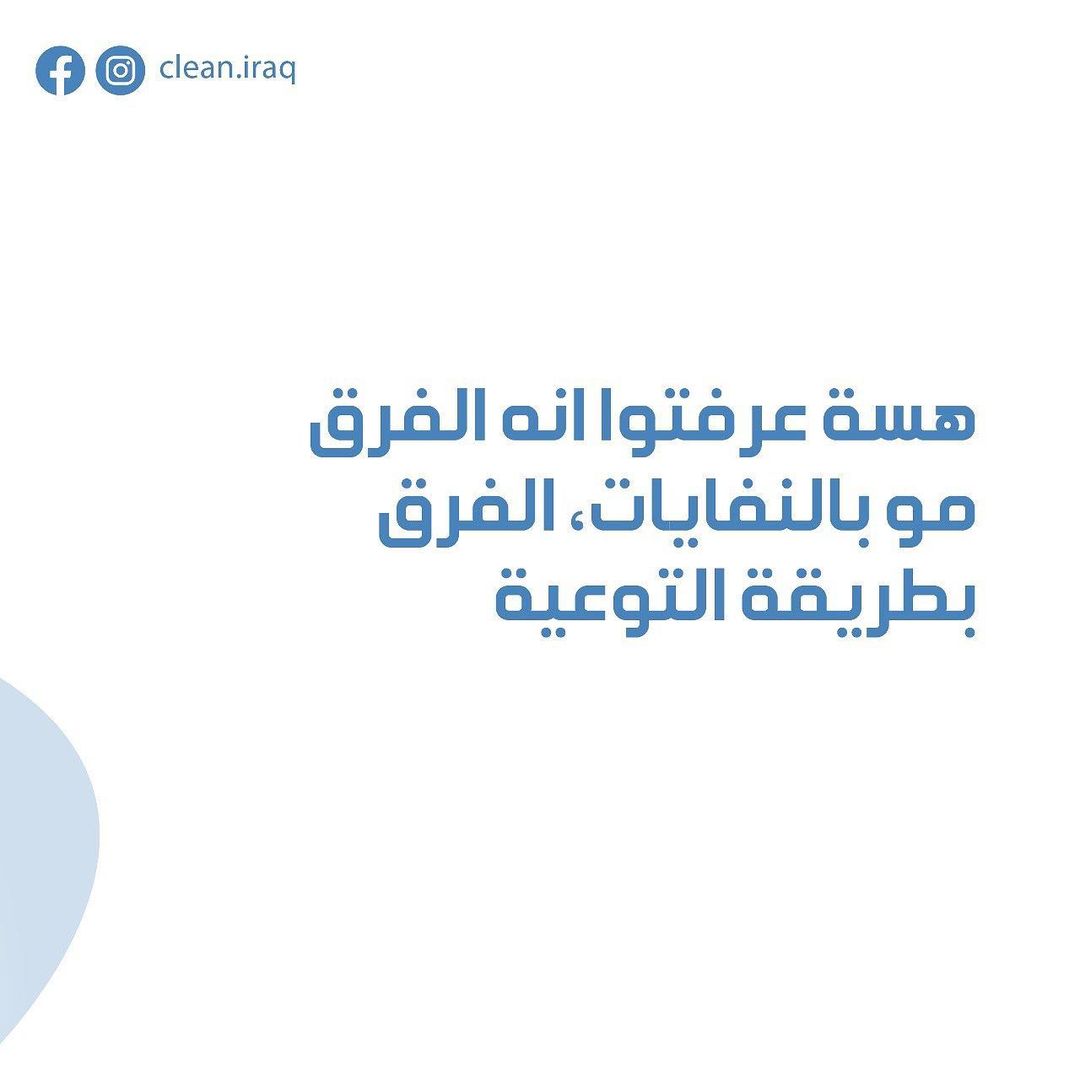 clean.iraq
هسة عرفتوا انه الفرق
مو بالنفايات، الفرق
بطريقة التوعية